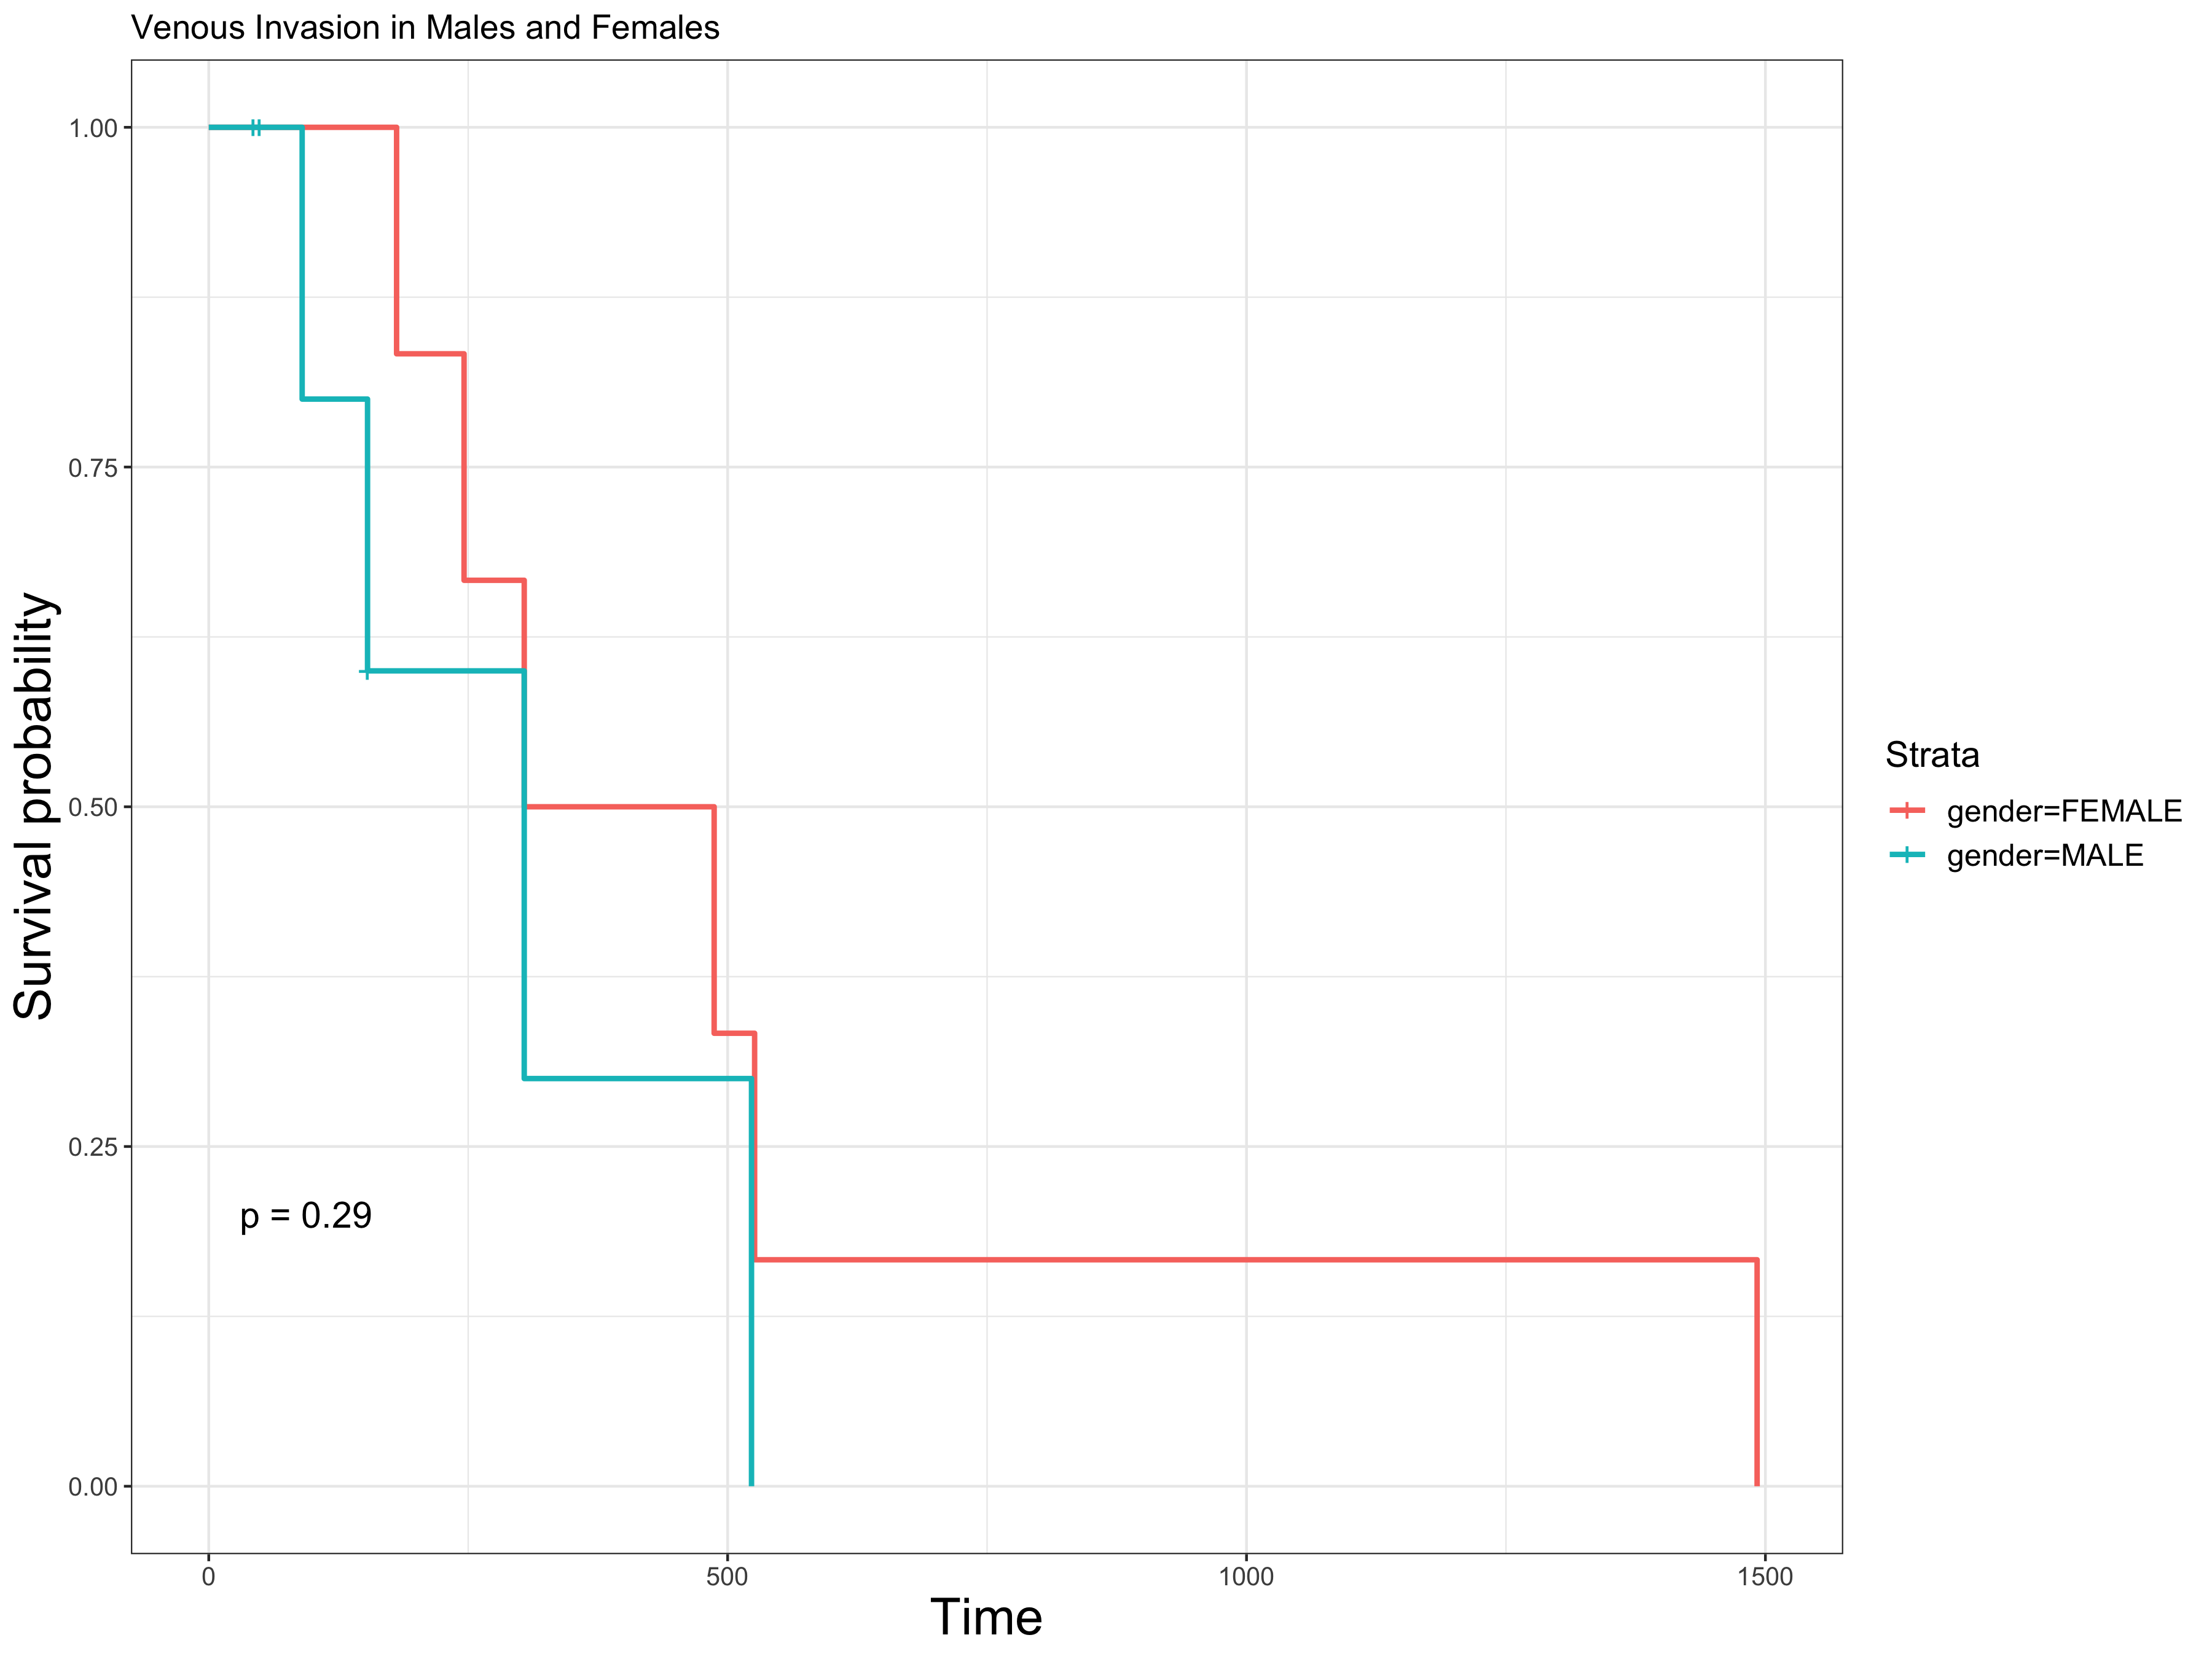 Venous Invasion in Males and Females
Survival probability
1.00
0.75
0.50
0.25
0.00
p = 0.29
0
500
1000
1500
Time
Strata
gender=FEMALE
gender=MALE